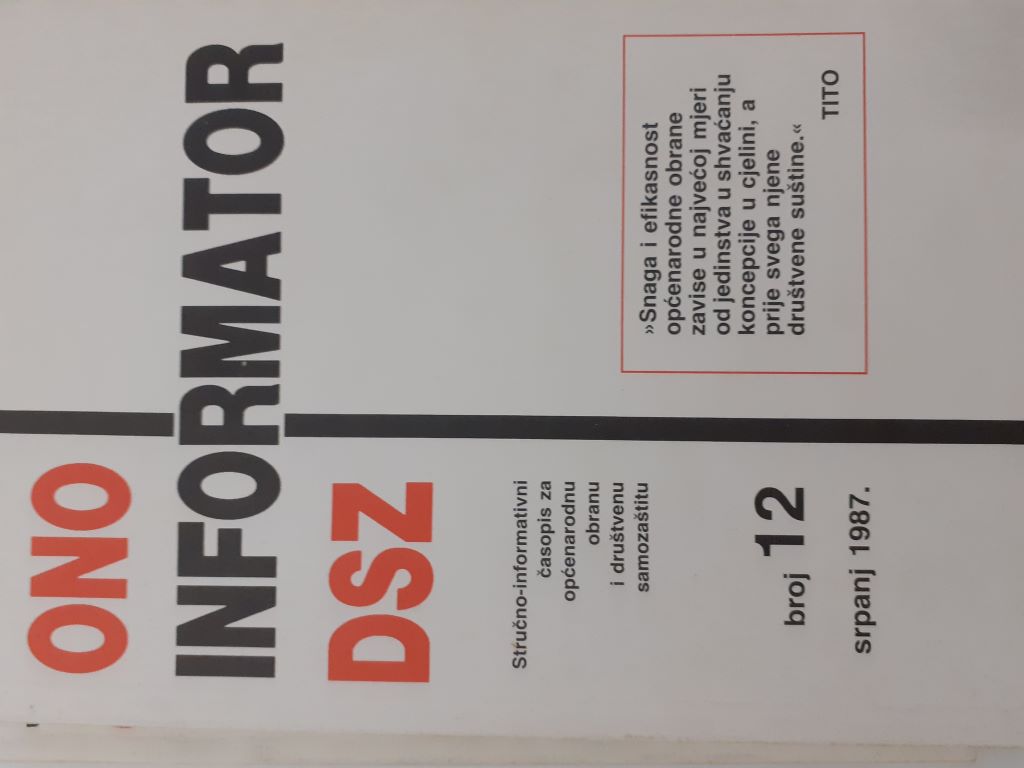 ONO
INFORMATOR
DSZ
Stručno-informativni
časopis za
općenarodnu
obranu
i društvenu
samozaštitu
»Snaga i efikasnost
općenarodne obrane
zavise u najvećoj mjeri
od jedinstva u shvaćanju
koncepcije u cjelini, a
prije svega njene
društvene suštine.«
TITO
broj 12
srpanj 1987.